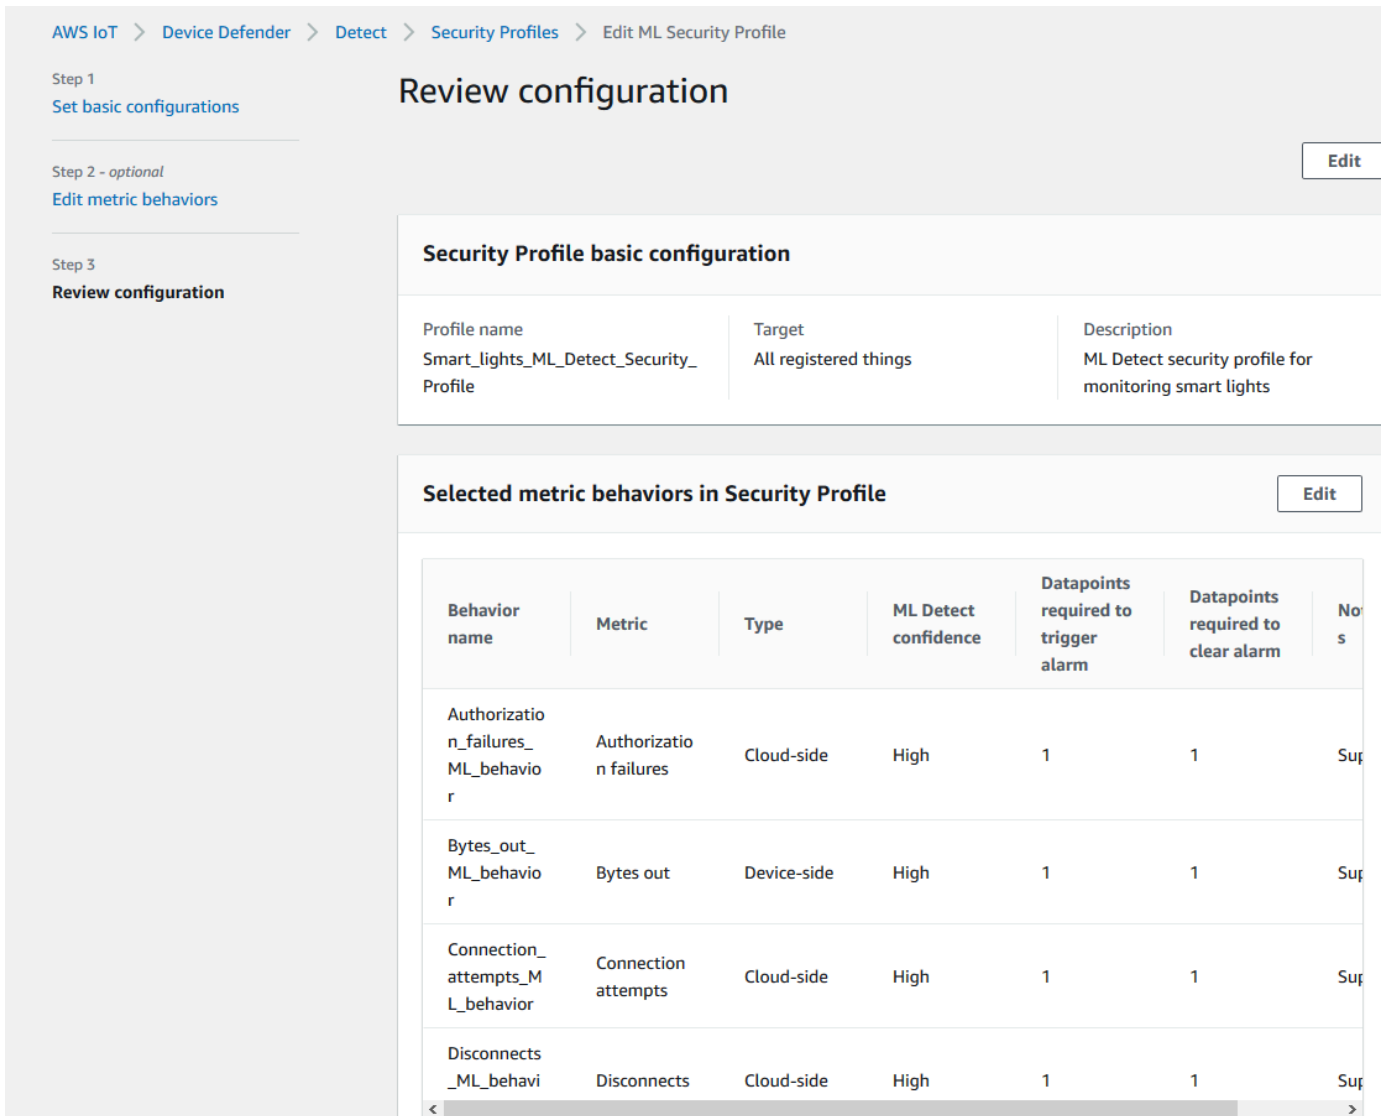 AWS IoT > Device Defender > Detect > Security Profiles > Edit ML Security Profile
Step 1
Set basic configurations
Step 2 - optional
Edit metric behaviors
Step 3
Review configuration
Review configuration
Edit
Security Profile basic configuration
Profile name
Smart_lights_ML_Detect_Security_
Profile
Target
All registered things
Description
ML Detect security profile for
monitoring smart lights
Selected metric behaviors in Security Profile
Edit
Behavior
name
Metric
Type
ML Detect
confidence
Datapoints
required to
trigger
alarm
Datapoints
required to
clear alarm
Authorizatio
n_failures_
ML_behavio
r
Authorizatio
n failures
Cloud-side
High
1
1
Bytes_out_
ML_behavio
r
Bytes out
Device-side
High
1
1
Connection_
attempts_M
L_behavior
Connection
attempts
Cloud-side
High
1
1
Disconnects
_ML_behavi
Disconnects
Cloud-side
High
1
1